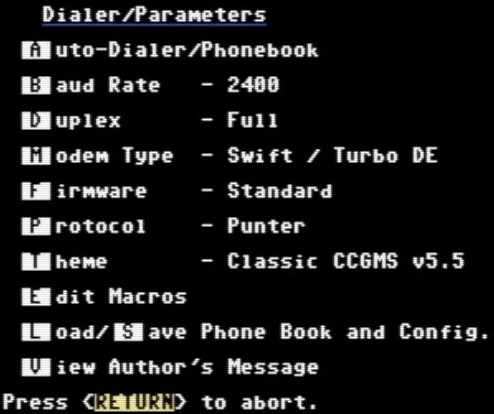 Dialer/Parameters
Auto-Dialer/Phonebook
Baud Rate - 2400
Duplex - Full
Modem Type - Swift / Turbo DE
Firmware - Standard
Protocol - Punter
Theme - Classic CCGMS v5.5
Edit Macros
Load/Save Phone Book and Config.
View Author's Message
Press <RETURN> to abort.